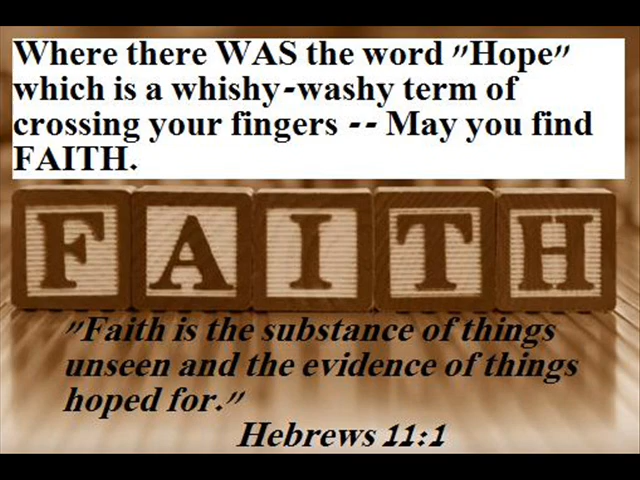 Where there WAS the word "Hope"
which is a whishy-washy term of
crossing your fingers -- May you find
FAITH.
FAITH
"Faith is the substance of things
unseen and the evidence of things
hoped for."
Hebrews 11:1